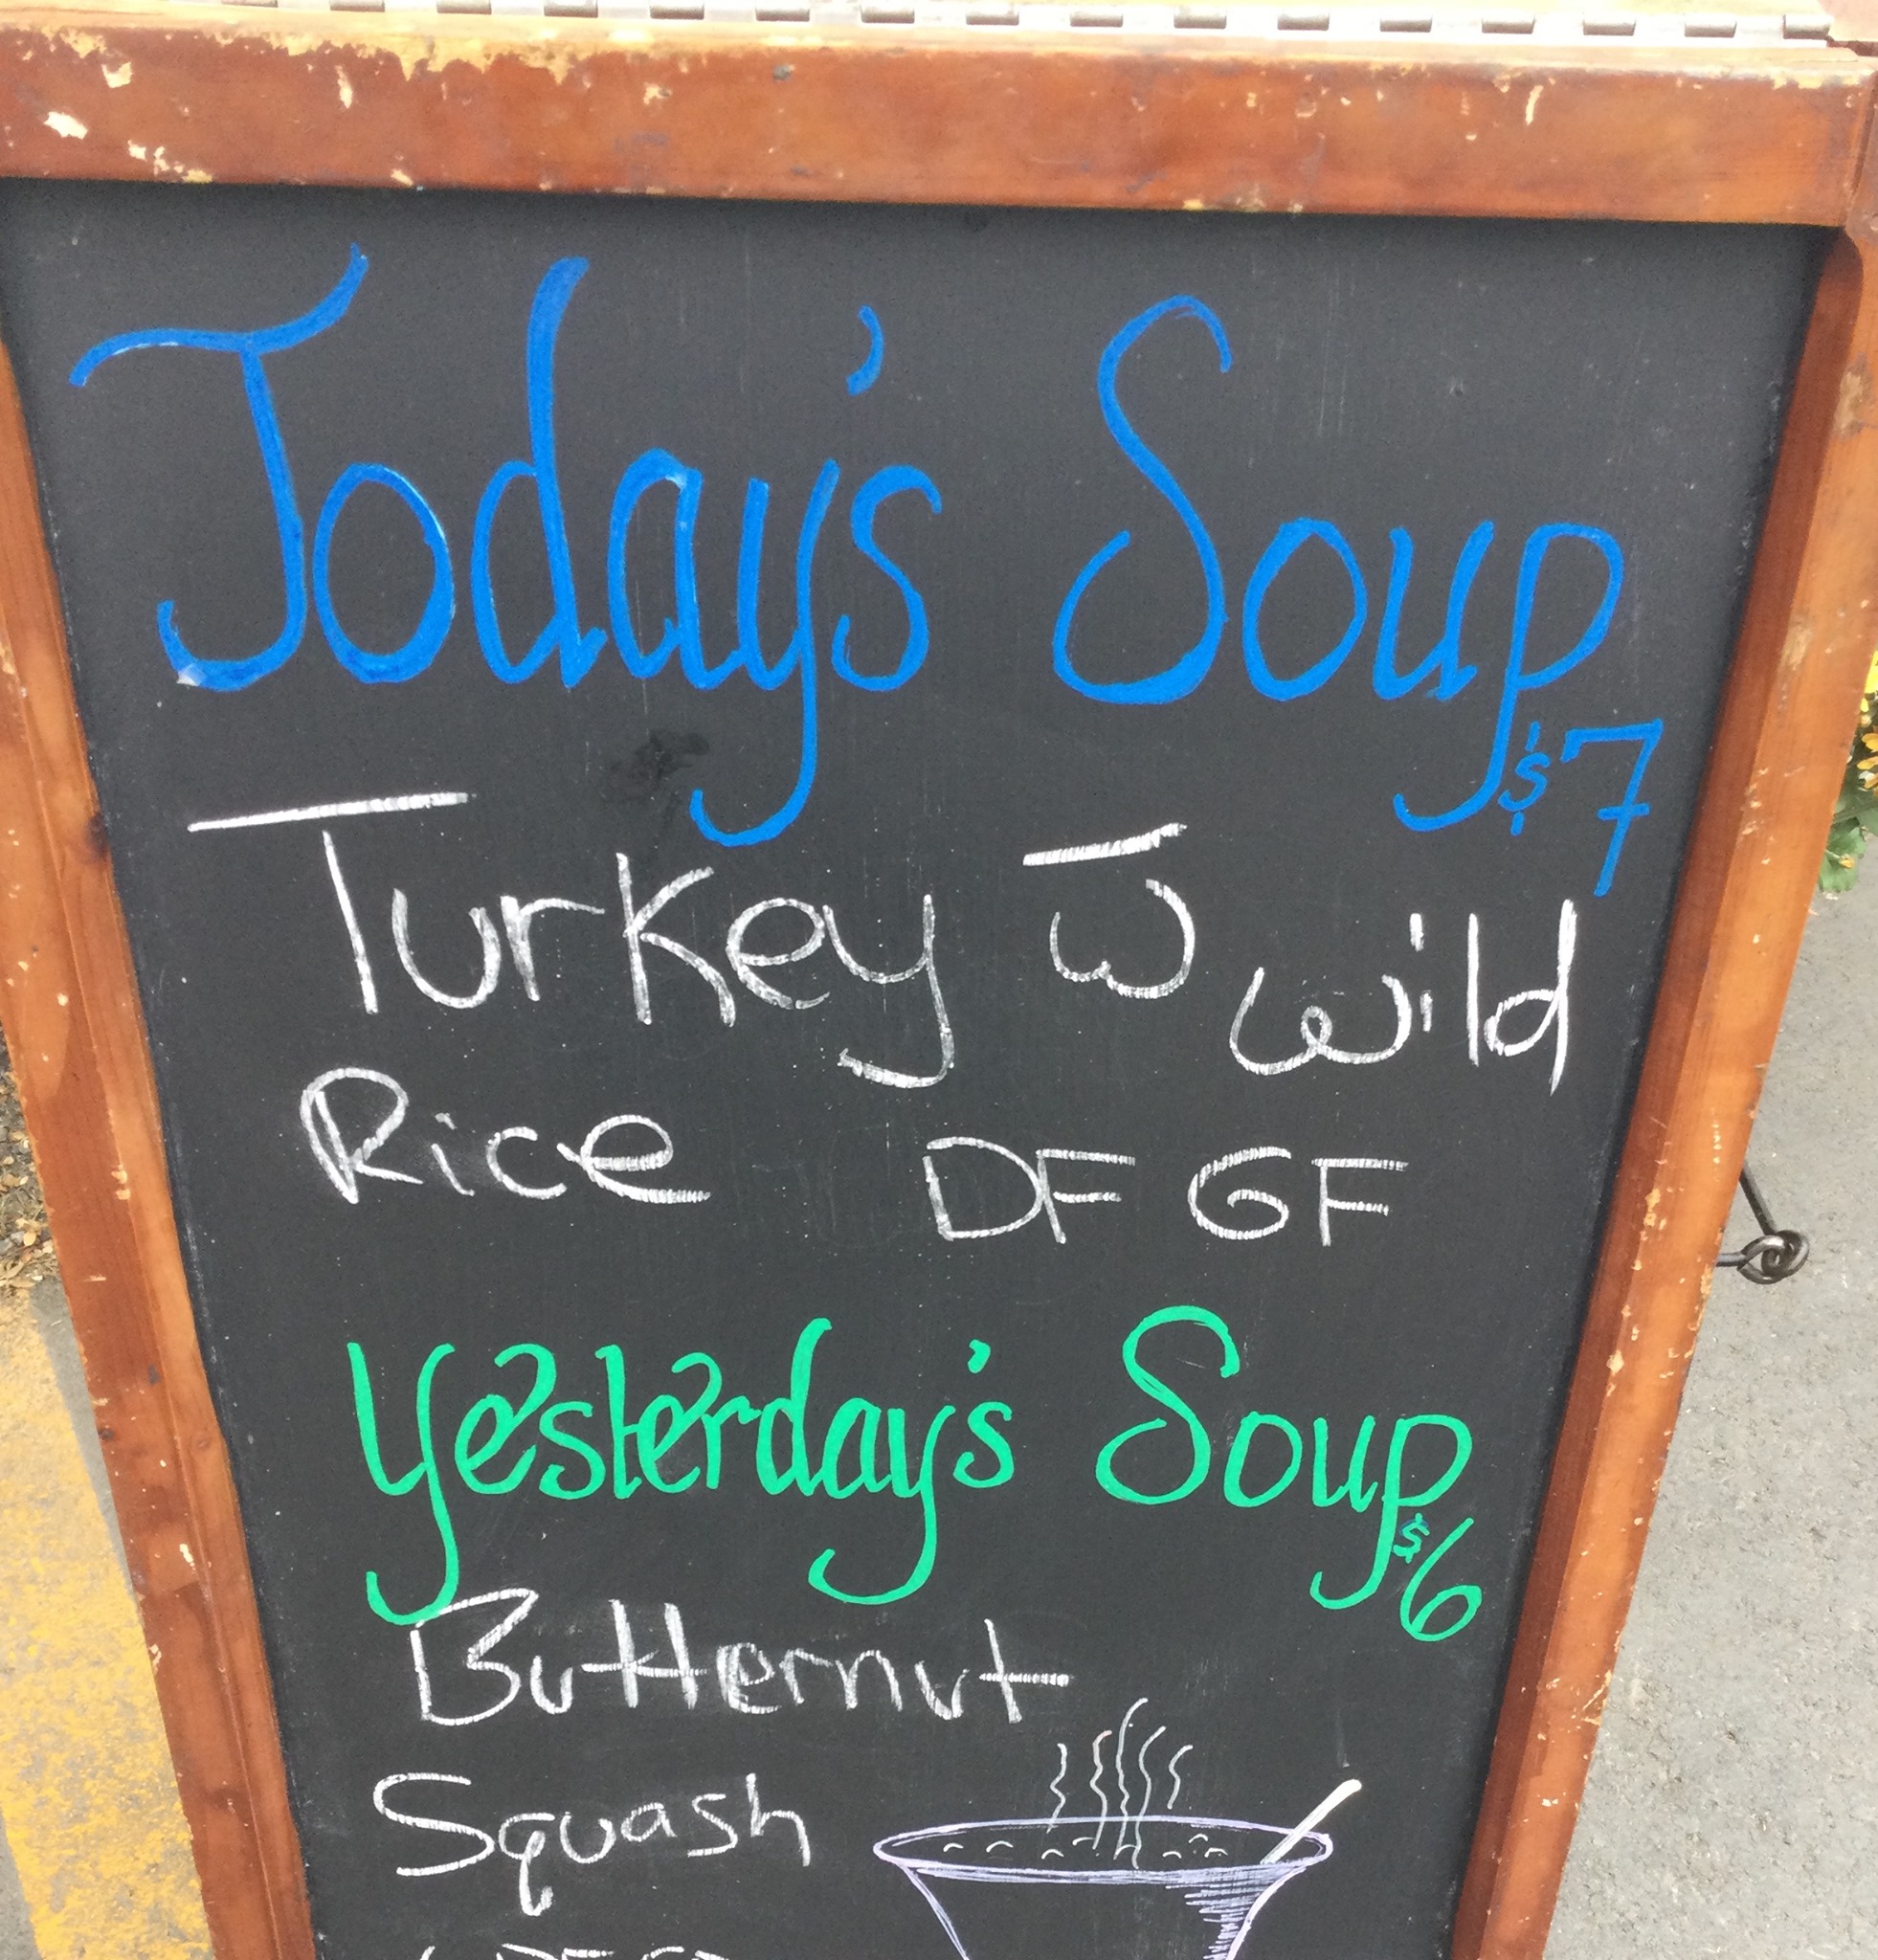 Today's Soup
$7
Turkey w̄ wild
Rice DF GF
Yesterday's Soup
$6
Butternut
Squash